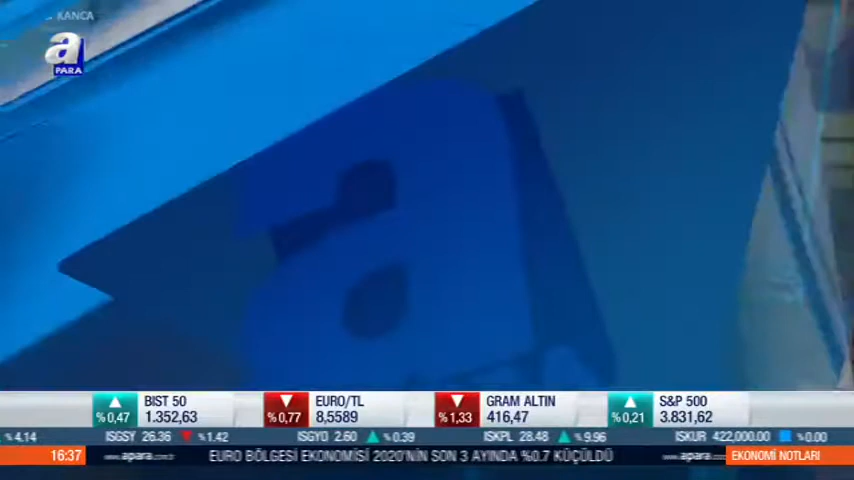 KANCA
a
PARA
a
BIST 50
%0,47
1.352,63
EURO/TL
%0,77
8,5589
GRAM ALTIN
%1,33
416,47
S&P 500
%0,21
3.831,62
%4.14 ISGSY 26.36 %1.42 ISGYO 2.60 %0.39 ISKPL 28.48 %9.96 ISKUR 422,000.00 %0.00
16:37 www.apara.com.tr EURO BÖLGESİ EKONOMİSİ 2020'NİN SON 3 AYINDA %0.7 KÜÇÜLDÜ www.apara.com EKONOMİ NOTLARI